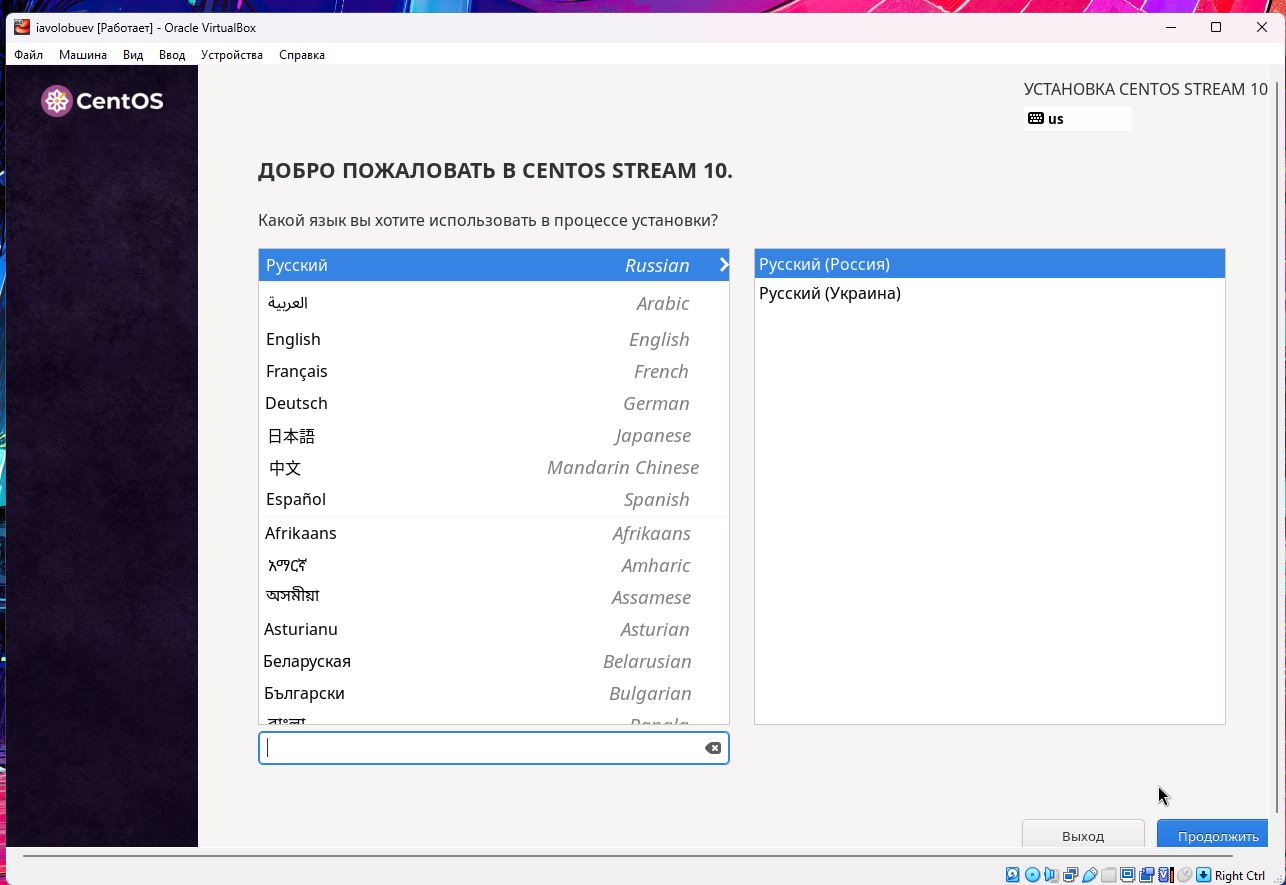 iavolobuev [Работает] - Oracle VirtualBox
Файл Машина Вид Ввод Устройства Справка
CentOS
УСТАНОВКА CENTOS STREAM 10
us
ДОБРО ПОЖАЛОВАТЬ В CENTOS STREAM 10.
Какой язык вы хотите использовать в процессе установки?
Русский Russian
العربية Arabic
English English
Français French
Deutsch German
日本語 Japanese
中文 Mandarin Chinese
Español Spanish
Afrikaans Afrikaans
አማርኛ Amharic
অসমীয়া Assamese
Asturianu Asturian
Беларуская Belarusian
Български Bulgarian
বাংলা Bangla
Русский (Россия)
Русский (Украина)
Выход Продолжить
Right Ctrl